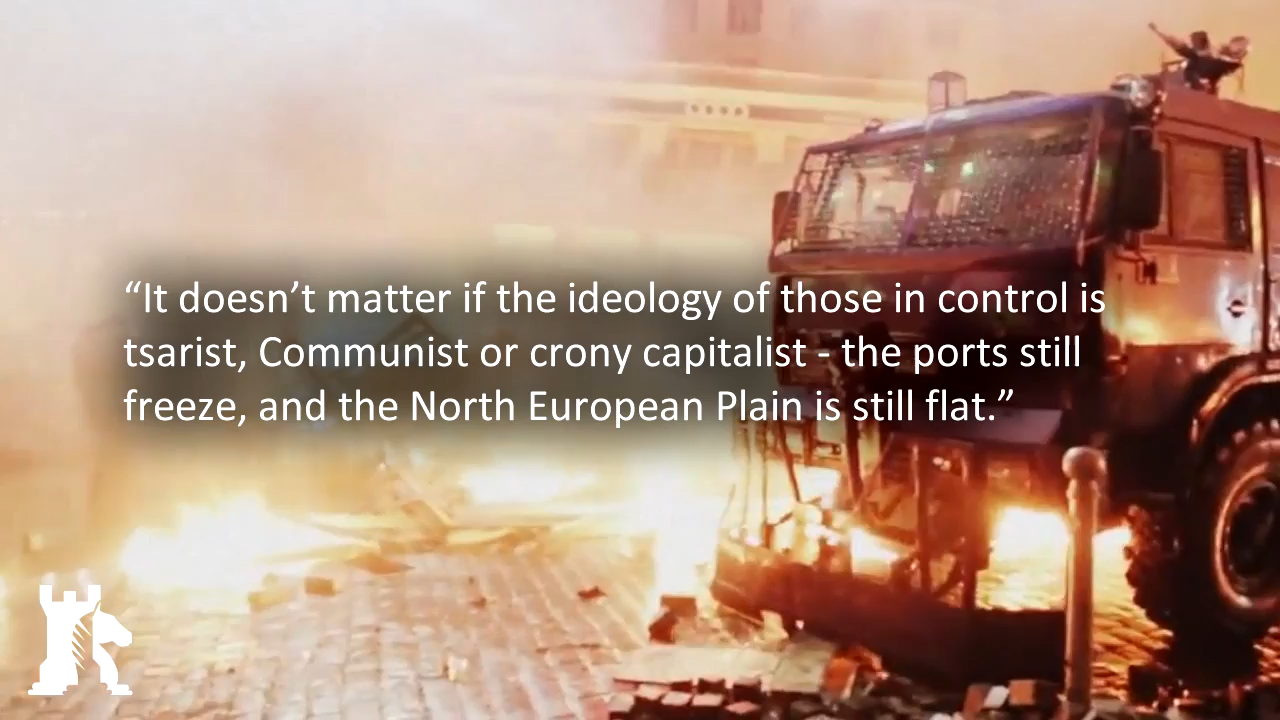 “It doesn’t matter if the ideology of those in control is
tsarist, Communist or crony capitalist - the ports still
freeze, and the North European Plain is still flat.”